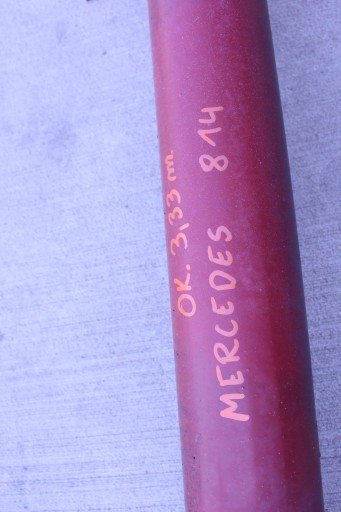 OK. 3,33 m.
MERCEDES 814